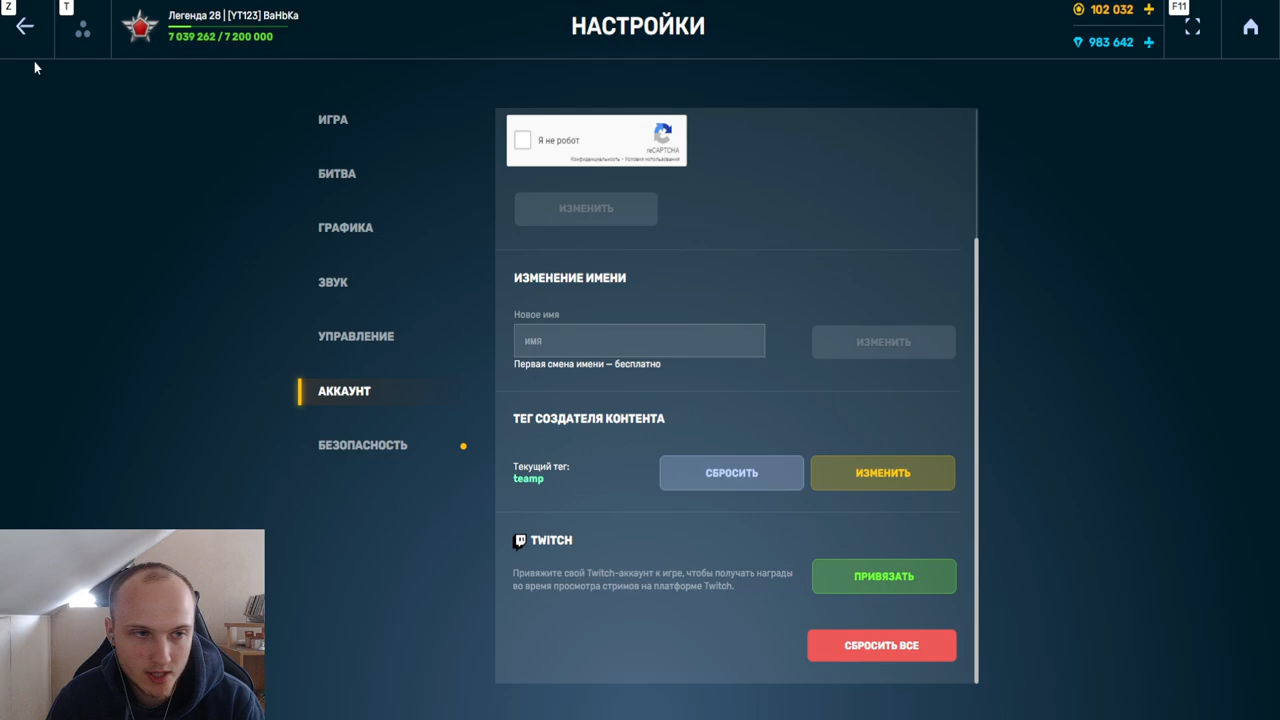 Z
T
Легенда 28 | [YT123] BaHbKa
7 039 262 / 7 200 000
НАСТРОЙКИ
102 032 +
983 642 +
F11
ИГРА
БИТВА
ГРАФИКА
ЗВУК
УПРАВЛЕНИЕ
АККАУНТ
БЕЗОПАСНОСТЬ
Я не робот
reCAPTCHA
Конфиденциальность - Условия использования
ИЗМЕНИТЬ
ИЗМЕНЕНИЕ ИМЕНИ
Новое имя
ИМЯ
ИЗМЕНИТЬ
Первая смена имени — бесплатно
ТЕГ СОЗДАТЕЛЯ КОНТЕНТА
Текущий тег:
teamp
СБРОСИТЬ
ИЗМЕНИТЬ
TWITCH
Привяжите свой Twitch-аккаунт к игре, чтобы получать награды
во время просмотра стримов на платформе Twitch.
ПРИВЯЗАТЬ
СБРОСИТЬ ВСЕ